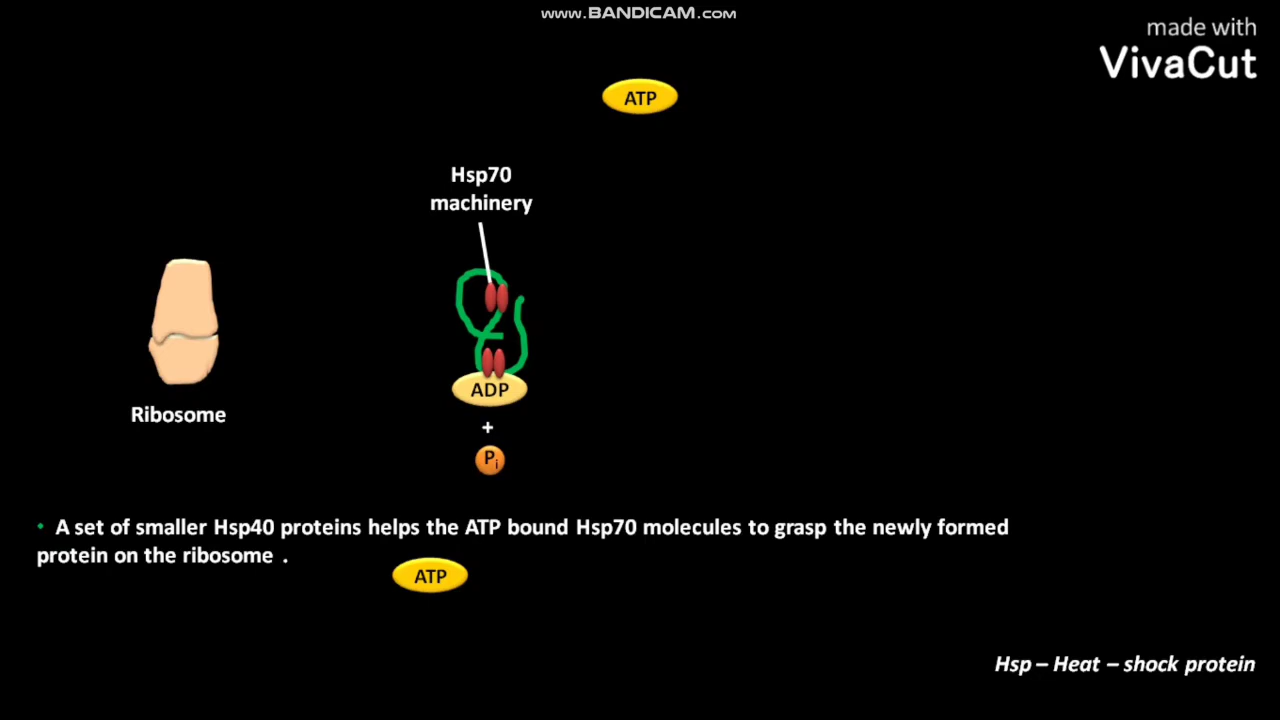 www.BANDICAM.com
made with
VivaCut
ATP
Hsp70
machinery
ADP
+
Pi
Ribosome
• A set of smaller Hsp40 proteins helps the ATP bound Hsp70 molecules to grasp the newly formed
protein on the ribosome .
ATP
Hsp – Heat – shock protein